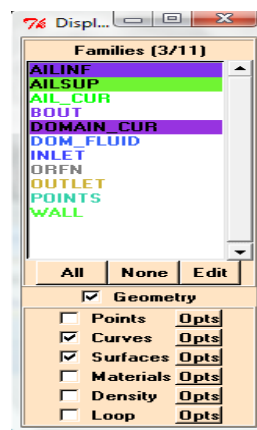 Displ...
Families (3/11)
AILINF
AILSUP
AIL_CUR
BOUT
DOMAIN_CUR
DOM_FLUID
INLET
ORFN
OUTLET
POINTS
WALL
All None Edit
Geometry
Points Opts
Curves Opts
Surfaces Opts
Materials Opts
Density Opts
Loop Opts